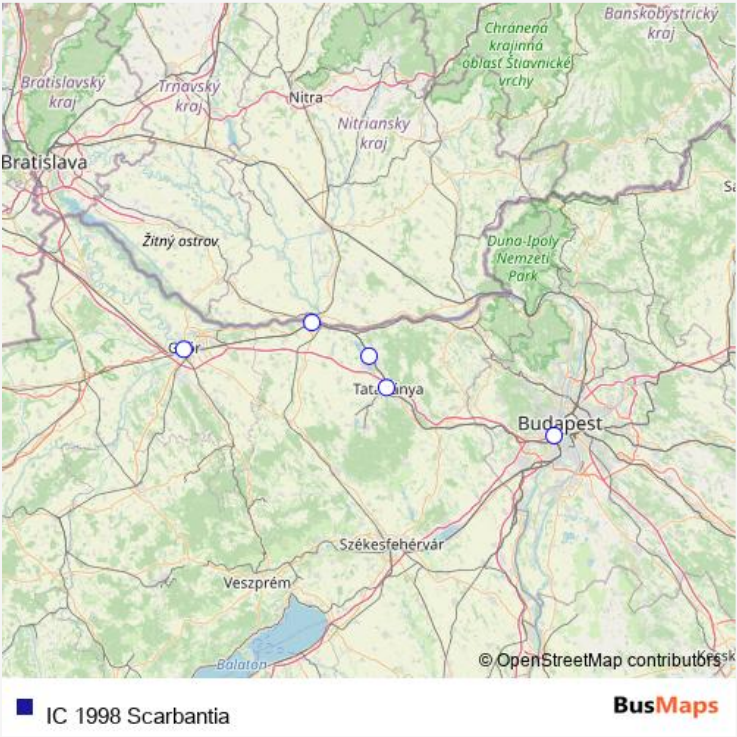 Banskobystrický
kraj
Chránená
krajinná
oblasť Štiavnické
vrchy
Bratislavský
kraj
Trnavský
kraj
Nitra
Nitriansky
kraj
Bratislava
Žitný ostrov
Duna-Ipoly
Nemzeti
Park
Budapest
Székesfehérvár
Veszprém
Balaton
© OpenStreetMap contributors
IC 1998 Scarbantia
BusMaps